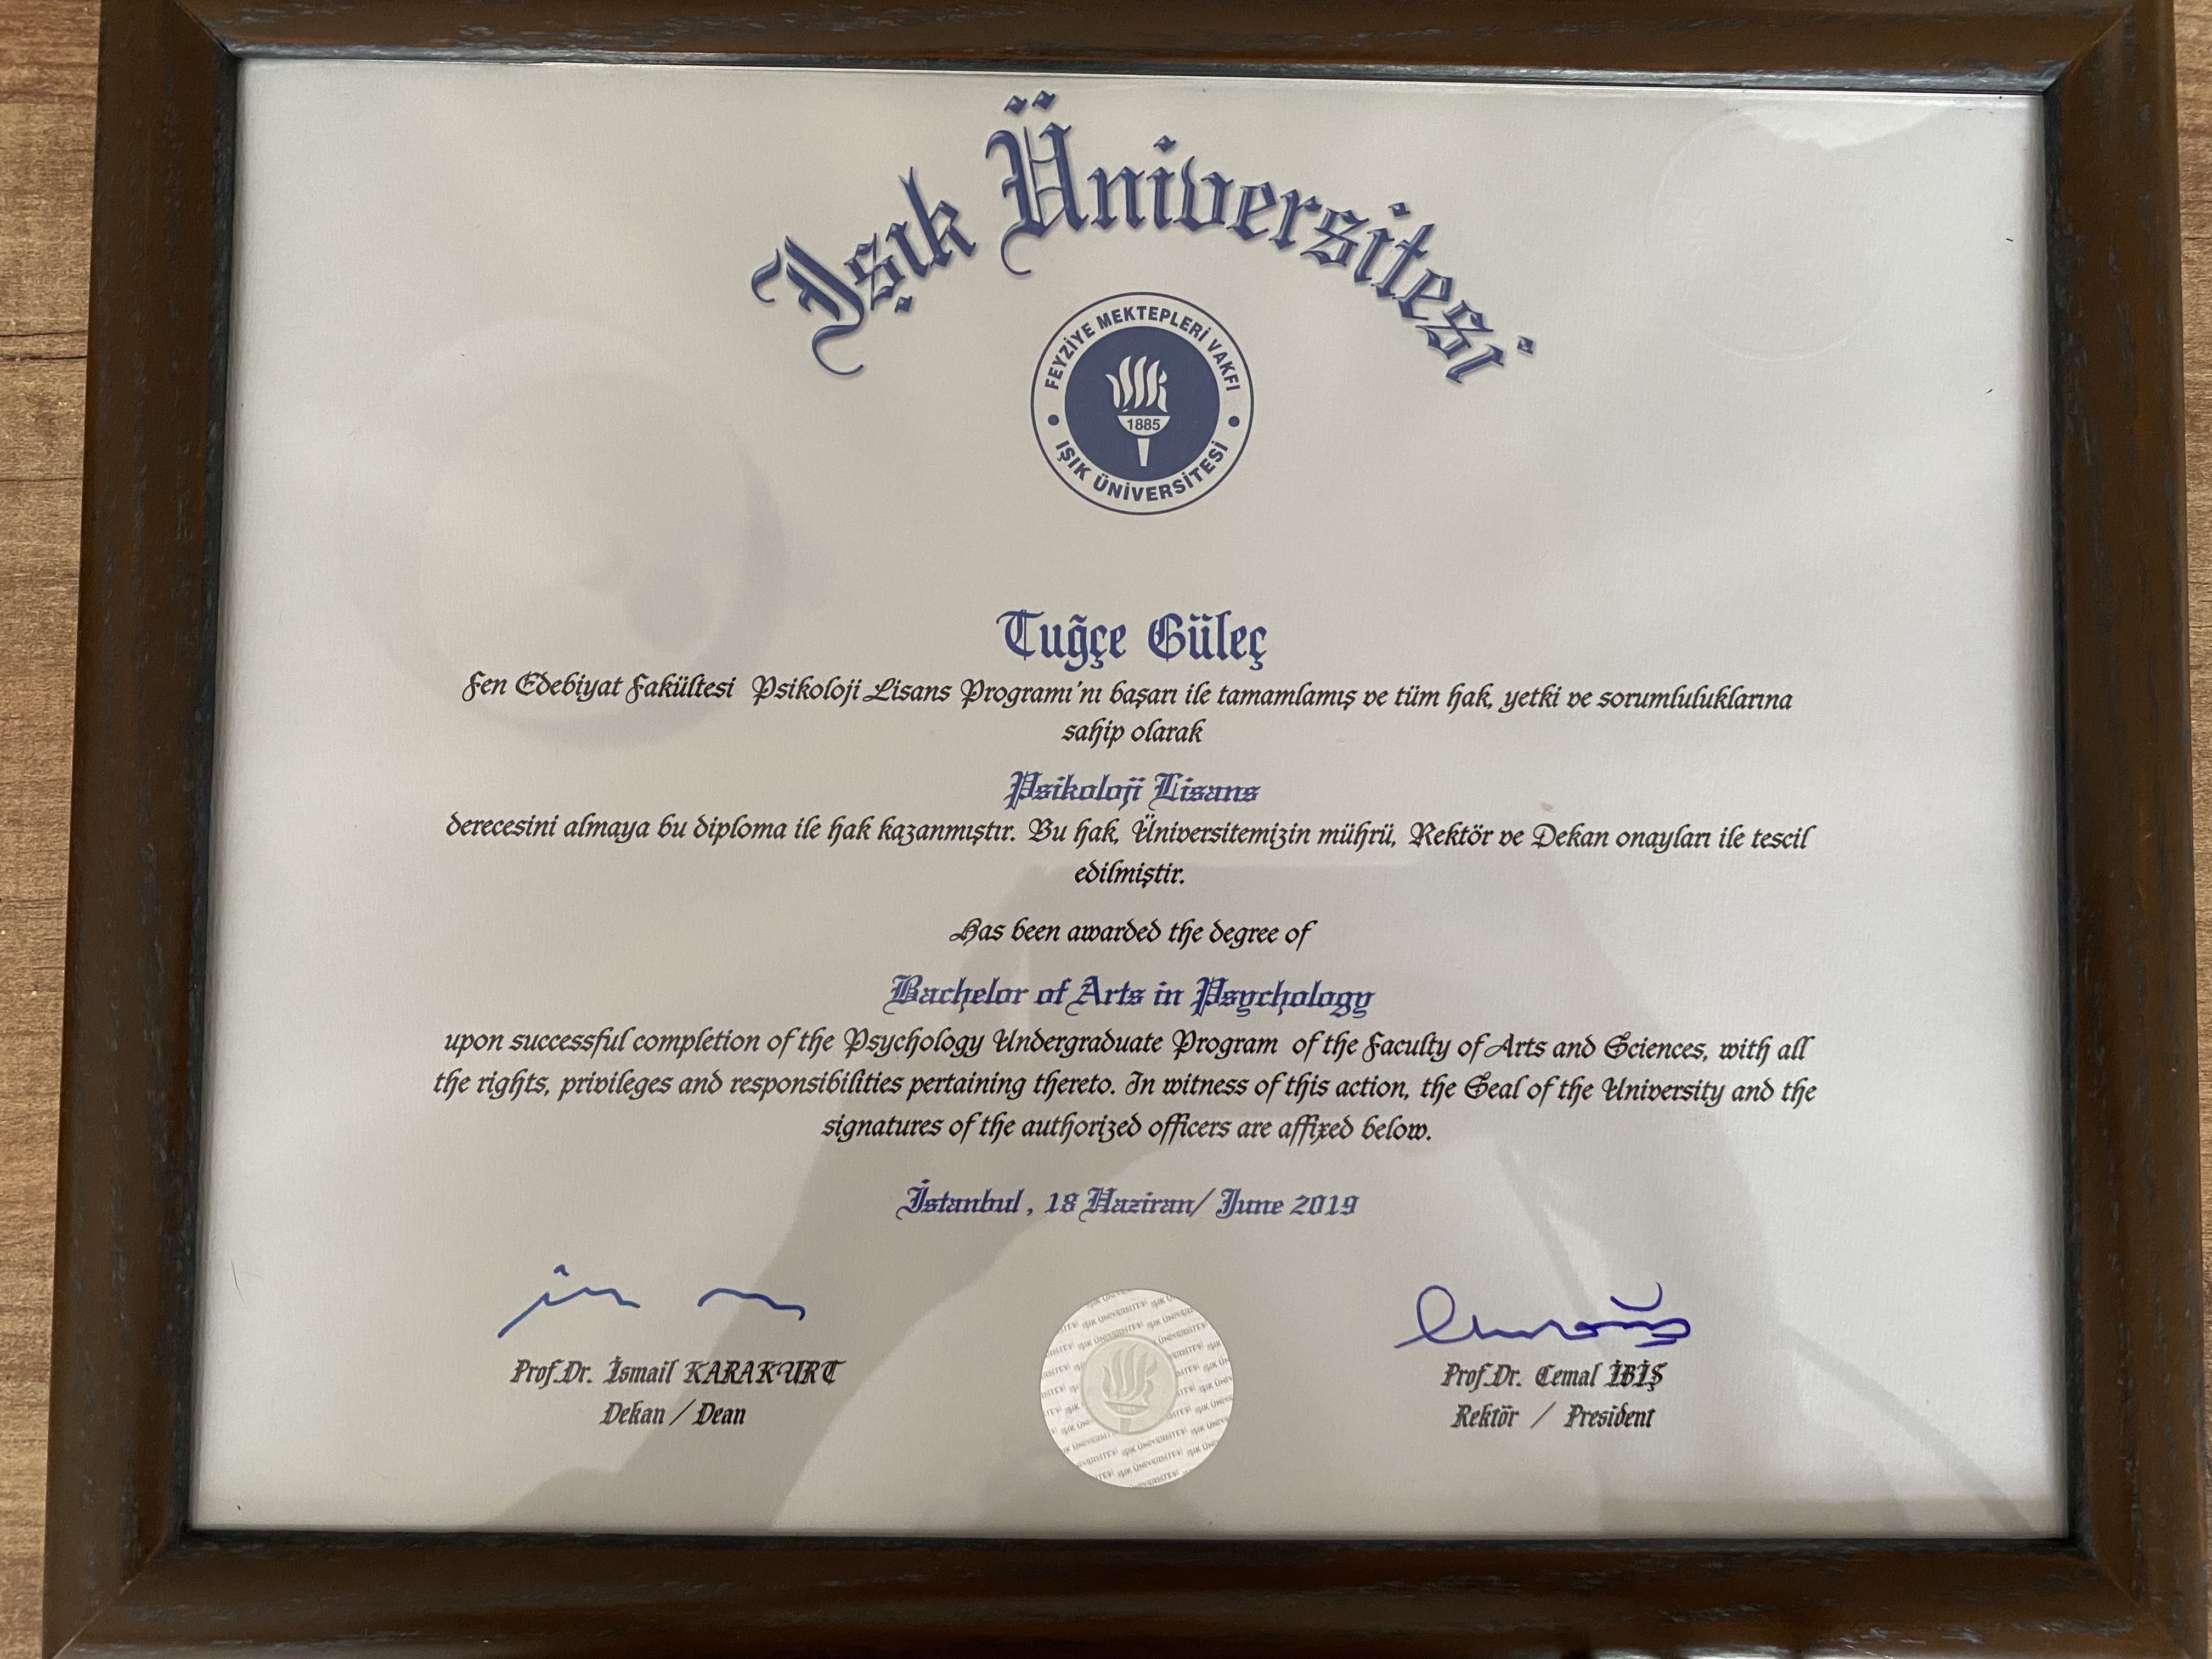 Işık Üniversitesi
FEYZİYE MEKTEPLERİ VAKFI
1885
IŞIK ÜNİVERSİTESİ
Tuğçe Güleç
Fen Edebiyat Fakültesi Psikoloji Lisans Programı'nı başarı ile tamamlamış ve tüm hak, yetki ve sorumluluklarına
sahip olarak
Psikoloji Lisans
derecesini almaya bu diploma ile hak kazanmıştır. Bu hak, Üniversitemizin mührü, Rektör ve Dekan onayları ile tescil
edilmiştir.
Has been awarded the degree of
Bachelor of Arts in Psychology
upon successful completion of the Psychology Undergraduate Program of the Faculty of Arts and Sciences, with all
the rights, privileges and responsibilities pertaining thereto. In witness of this action, the Seal of the University and the
signatures of the authorized officers are affixed below.
İstanbul , 18 Haziran/ June 2019
Prof.Dr. İsmail KARAKURT
Dekan / Dean
IŞIK ÜNİVERSİTESİ
Prof.Dr. Cemal İBİŞ
Rektör / President